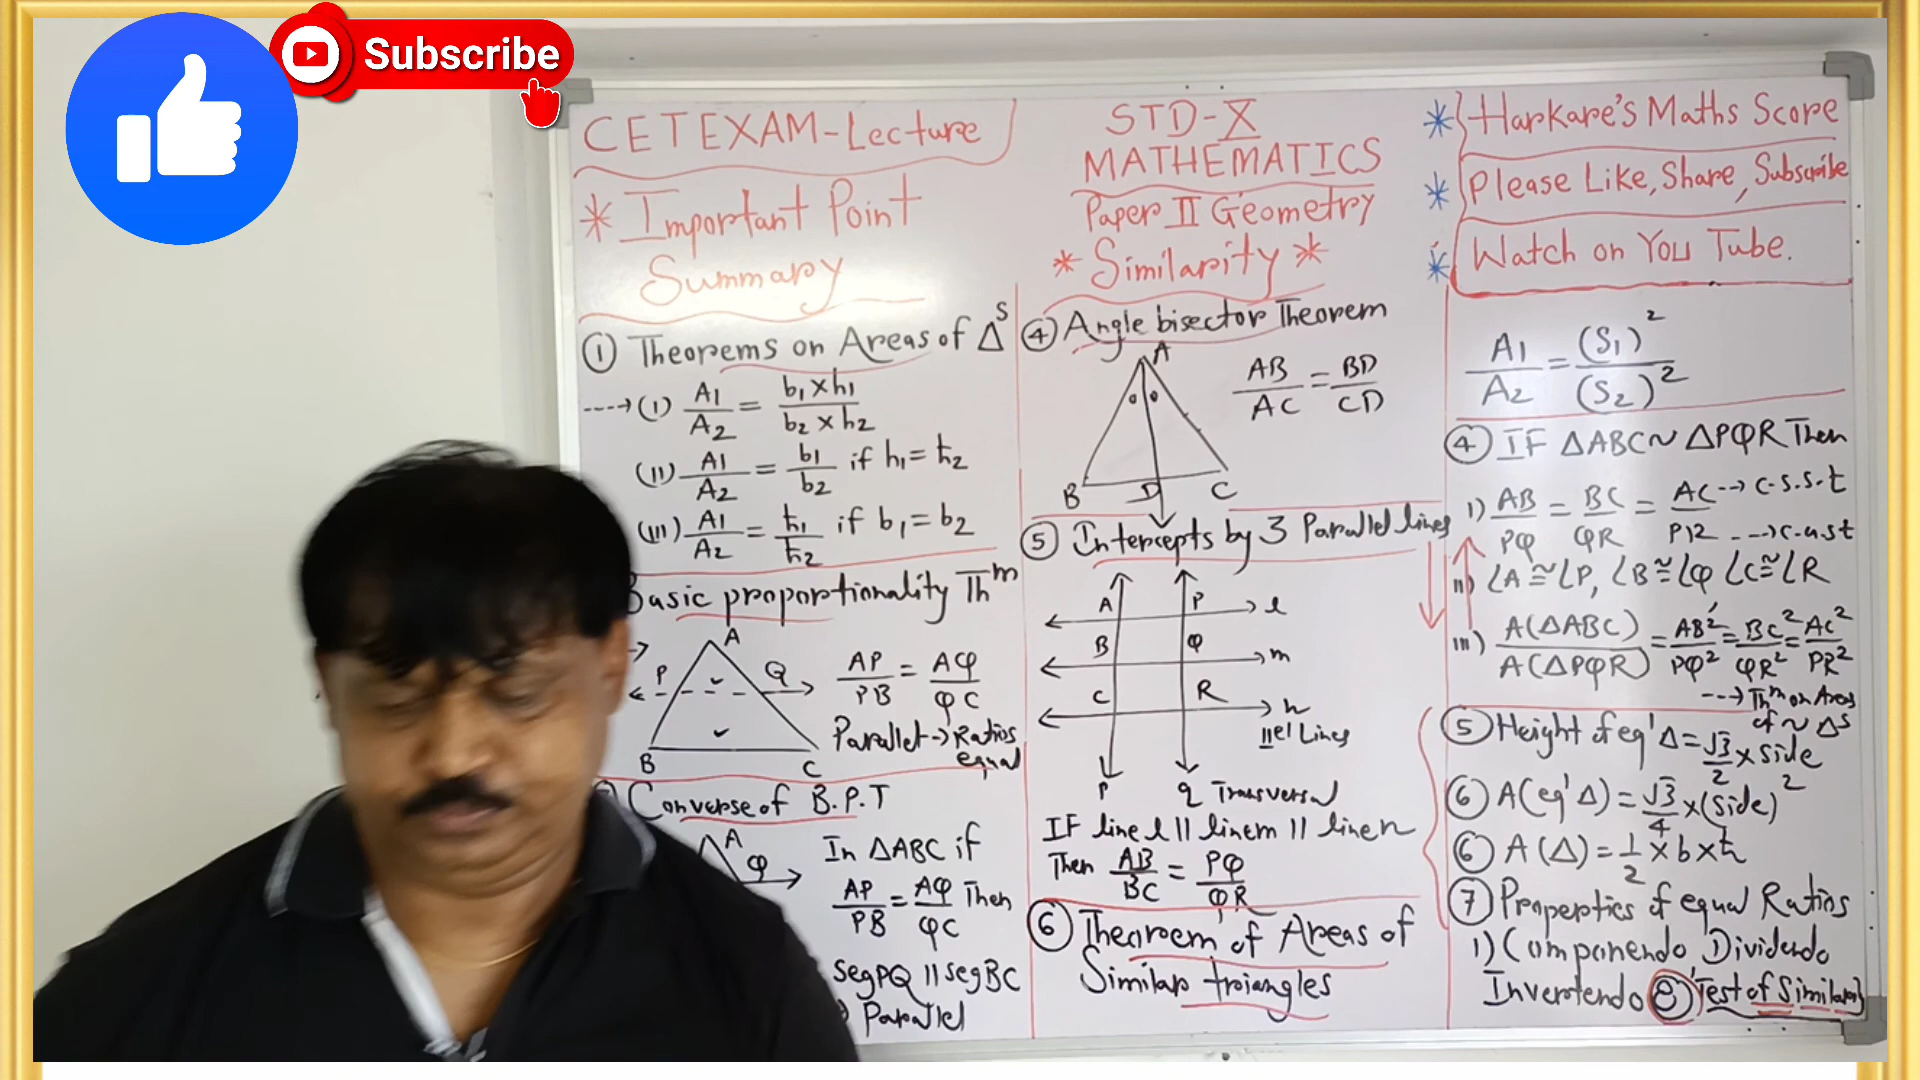 Subscribe
CETEXAM-Lecture
* Important Point
Summary
① Theorems on Areas of Δˢ
----> (I) A1/A2 = b1 x h1/b2 x h2
(II) A1/A2 = b1/b2 if h1 = h2
(III) A1/A2 = h1/h2 if b1 = b2
Basic proportionality Thᵐ
A
P Q
B C
AP/PB = AQ/QC
Parallel → Ratios
equal
Converse of B.P.T
A
Q
In ΔABC if
AP/PB = AQ/QC Then
segPQ || segBC
Parallel
STD-X
MATHEMATICS
Paper II Geometry
* Similarity *
④ Angle bisector Theorem
A
B D C
AB/AC = BD/CD
⑤ Intercepts by 3 Parallel lines
A P l
B Q m
C R n
||el Lines
P q Transversal
IF line l || line m || line n
Then AB/BC = PQ/QR
⑥ Thearoem of Areas of
Similar triangles
* Harkare's Maths Score
* Please Like, Share, Subscribe
* Watch on You Tube.
A1/A2 = (S1)²/(S2)²
④ IF ΔABC ~ ΔPQR Then
I) AB/PQ = BC/QR = AC/PR --> c.s.s.t
---> c.a.s.t
II) ∠A ≅ ∠P, ∠B ≅ ∠Q ∠C ≅ ∠R
III) A(ΔABC)/A(ΔPQR) = AB²/PQ² = BC²/QR² = AC²/PR²
---> Thᵐ on Areas
of ~ Δˢ
⑤ Height of eq' Δ = √3/2 x side
⑥ A(eq' Δ) = √3/4 x (side)²
⑥ A(Δ) = 1/2 x b x h
⑦ Properties of equal Ratios
1) Componendo Dividendo
Invertendo ⑧ Test of Similarity